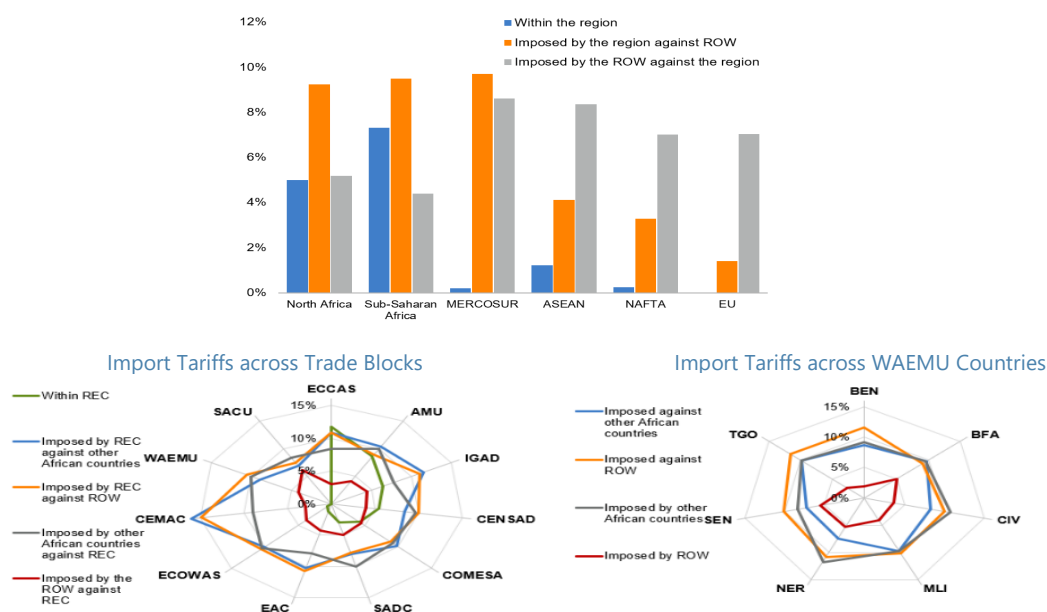 12%
Within the region
Imposed by the region against ROW
10%
Imposed by the ROW against the region
8%
6%
4%
2%
0%
North Africa
Sub-Saharan
Africa
MERCOSUR
ASEAN
NAFTA
EU
Import Tariffs across Trade Blocks
Within REC
Imposed by REC
against other
African countries
Imposed by REC
against ROW
Imposed by other
African countries
against REC
Imposed by the
ROW against
REC
ECCAS
15%
10%
5%
0%
AMU
IGAD
CENSAD
COMESA
SADC
EAC
ECOWAS
CEMAC
WAEMU
SACU
Import Tariffs across WAEMU Countries
Imposed against
other African
countries
Imposed against
ROW
Imposed by other
African countries
Imposed by ROW
BEN
15%
10%
5%
0%
BFA
CIV
MLI
NER
SEN
TGO